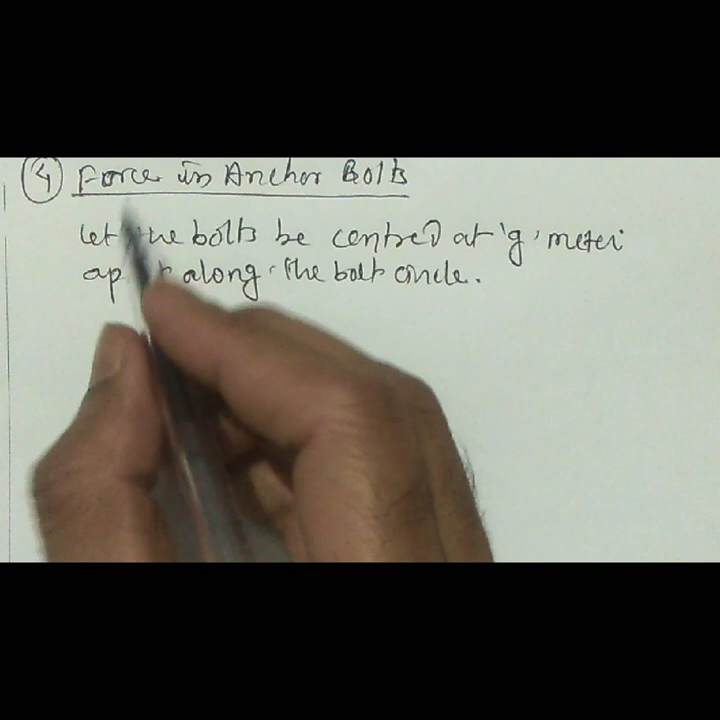 ④ Force in Anchor Bolts
Let the bolts be centred at 'g' meter
along the bolt circle.